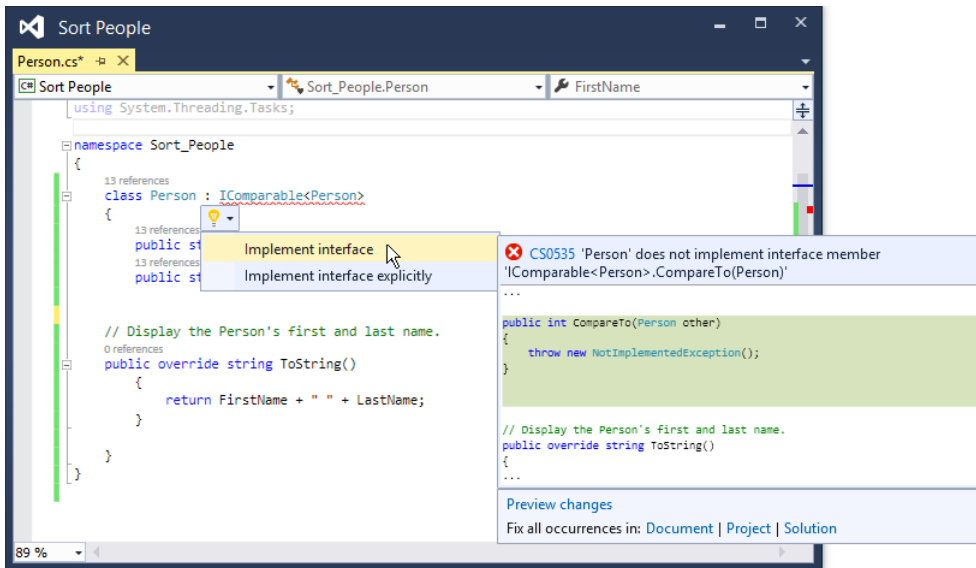 Sort People
Person.cs*
C# Sort People
Sort_People.Person
FirstName
using System.Threading.Tasks;
namespace Sort_People
{
13 references
class Person : IComparable<Person>
{
13 references
public st
13 references
public st
Implement interface
Implement interface explicitly
CS0535 'Person' does not implement interface member
'IComparable<Person>.CompareTo(Person)'
...
public int CompareTo(Person other)
{
throw new NotImplementedException();
}
// Display the Person's first and last name.
public override string ToString()
{
...
Preview changes
Fix all occurrences in: Document | Project | Solution
// Display the Person's first and last name.
0 references
public override string ToString()
{
return FirstName + " " + LastName;
}
}
}
89 %